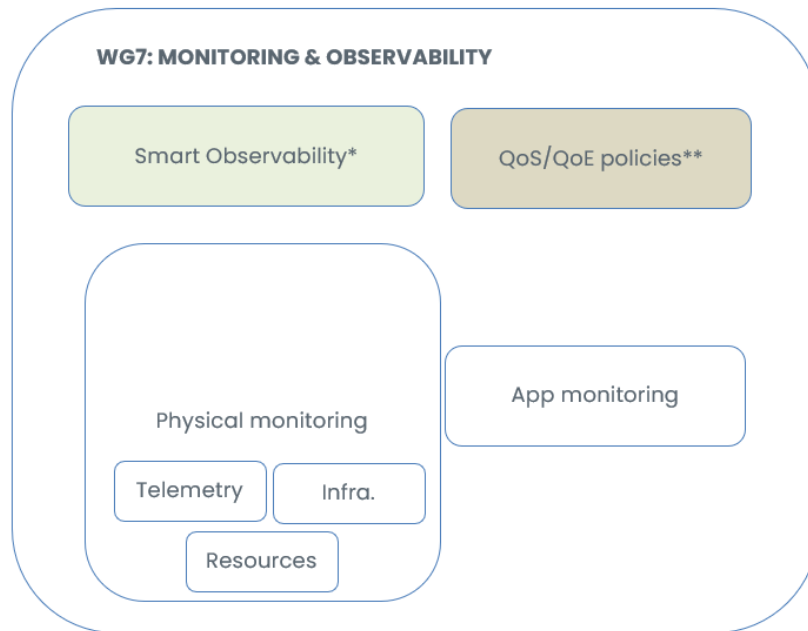 WG7: MONITORING & OBSERVABILITY
Smart Observability*
QoS/QoE policies**
Physical monitoring
App monitoring
Telemetry
Infra.
Resources